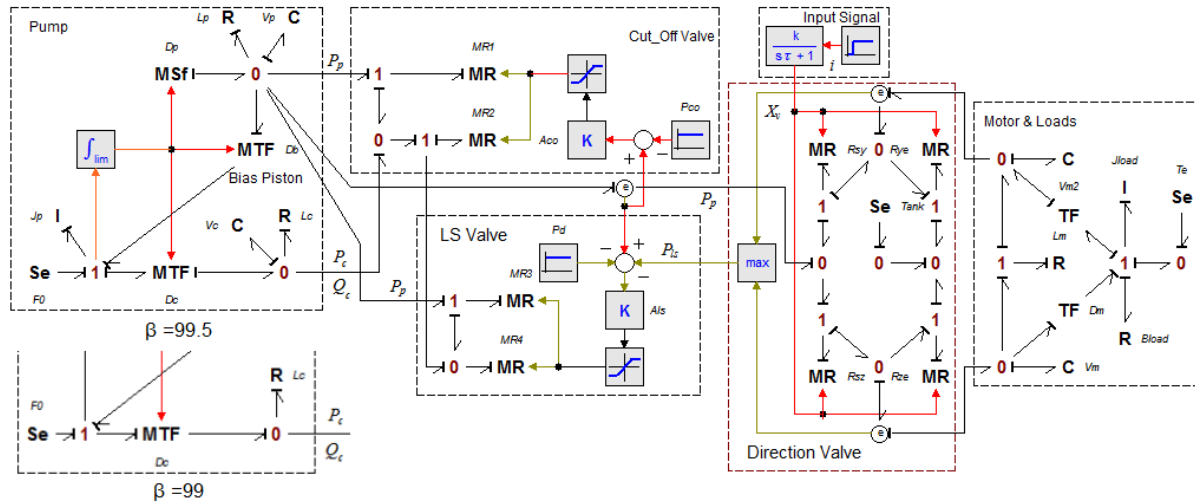 Pump
Lp
R
Vp
C
Dp
MSf
0
Pp
∫lim
MTF
Db
Bias Piston
Jp
I
Vc
C
R
Lc
Se
1
MTF
0
Pc
Qc
F0
Dc
β =99.5
F0
R
Lc
Se
1
MTF
0
Pc
Qc
Dc
β =99
Cut_Off Valve
MR1
1
MR
MR2
0
1
MR
Aco
K
Pco
+
−
e
Pp
LS Valve
Pd
−
+
−
Pls
MR3
Pp
1
MR
K
Als
MR4
0
MR
max
Input Signal
k
sτ + 1
i
Xv
e
MR
Rsy
0
Rye
MR
1
Se
Tank
1
0
0
0
1
1
MR
Rsz
0
Rze
MR
e
Direction Valve
Motor & Loads
0
C
Jload
Te
Vm2
I
Se
TF
Lm
1
R
1
0
TF
Dm
R
Bload
0
C
Vm